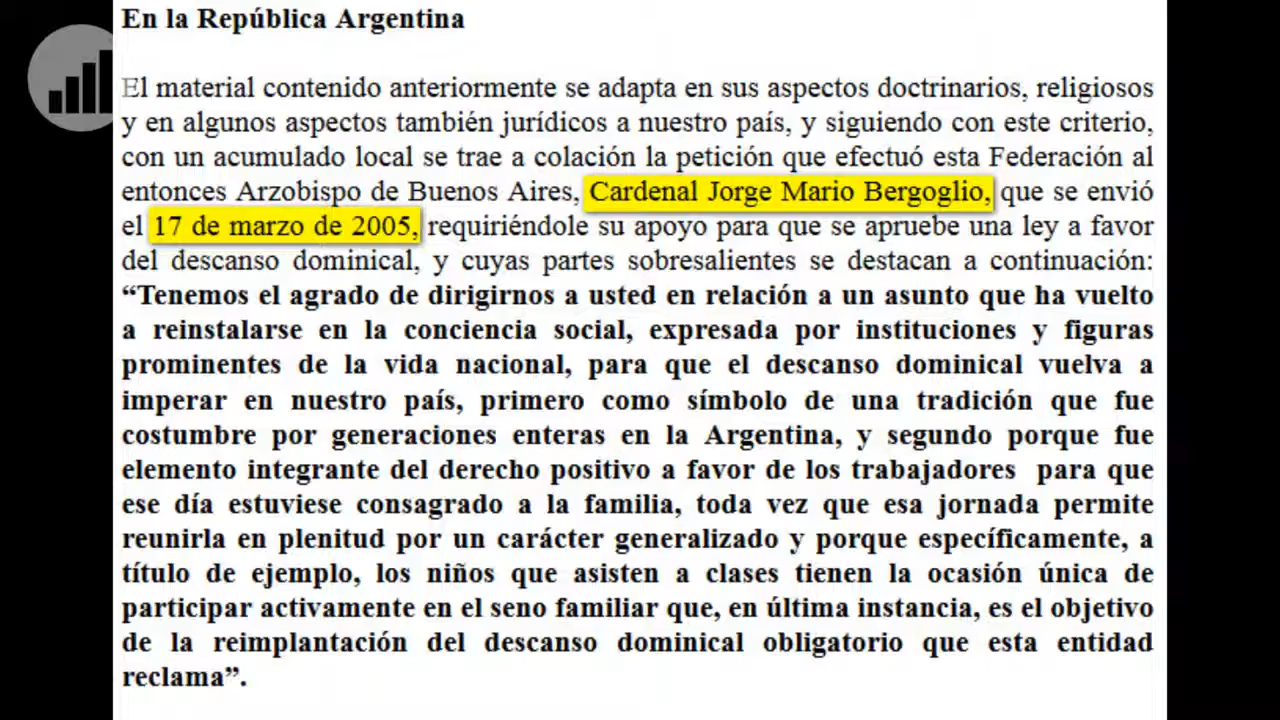 En la República Argentina
El material contenido anteriormente se adapta en sus aspectos doctrinarios, religiosos
y en algunos aspectos también jurídicos a nuestro país, y siguiendo con este criterio,
con un acumulado local se trae a colación la petición que efectuó esta Federación al
entonces Arzobispo de Buenos Aires, Cardenal Jorge Mario Bergoglio, que se envió
el 17 de marzo de 2005, requiriéndole su apoyo para que se apruebe una ley a favor
del descanso dominical, y cuyas partes sobresalientes se destacan a continuación:
“Tenemos el agrado de dirigirnos a usted en relación a un asunto que ha vuelto
a reinstalarse en la conciencia social, expresada por instituciones y figuras
prominentes de la vida nacional, para que el descanso dominical vuelva a
imperar en nuestro país, primero como símbolo de una tradición que fue
costumbre por generaciones enteras en la Argentina, y segundo porque fue
elemento integrante del derecho positivo a favor de los trabajadores para que
ese día estuviese consagrado a la familia, toda vez que esa jornada permite
reunirla en plenitud por un carácter generalizado y porque específicamente, a
título de ejemplo, los niños que asisten a clases tienen la ocasión única de
participar activamente en el seno familiar que, en última instancia, es el objetivo
de la reimplantación del descanso dominical obligatorio que esta entidad
reclama”.